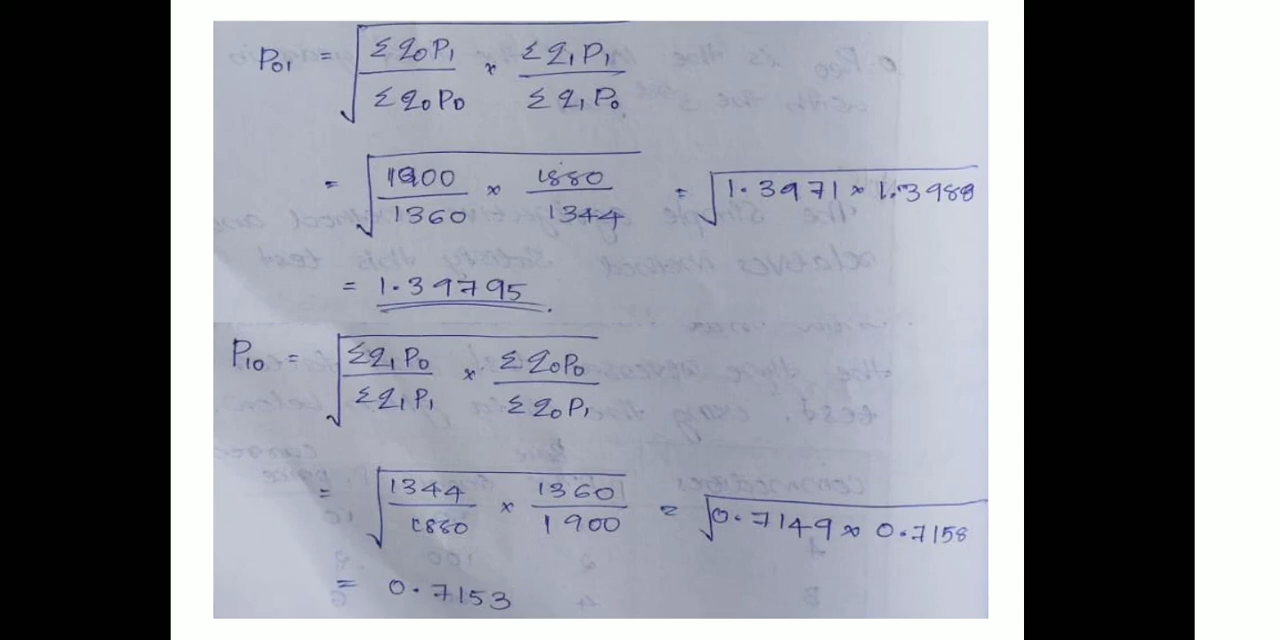 P₀₁ = √( Σq₀P₁ / Σq₀P₀ × Σq₁P₁ / Σq₁P₀ )
= √( 1900 / 1360 × 1880 / 1344 ) = √( 1.3971 × 1.3988 )
= 1.39795
P₁₀ = √( Σq₁P₀ / Σq₁P₁ × Σq₀P₀ / Σq₀P₁ )
= √( 1344 / 1880 × 1360 / 1900 ) = √( 0.7149 × 0.7158 )
= 0.7153